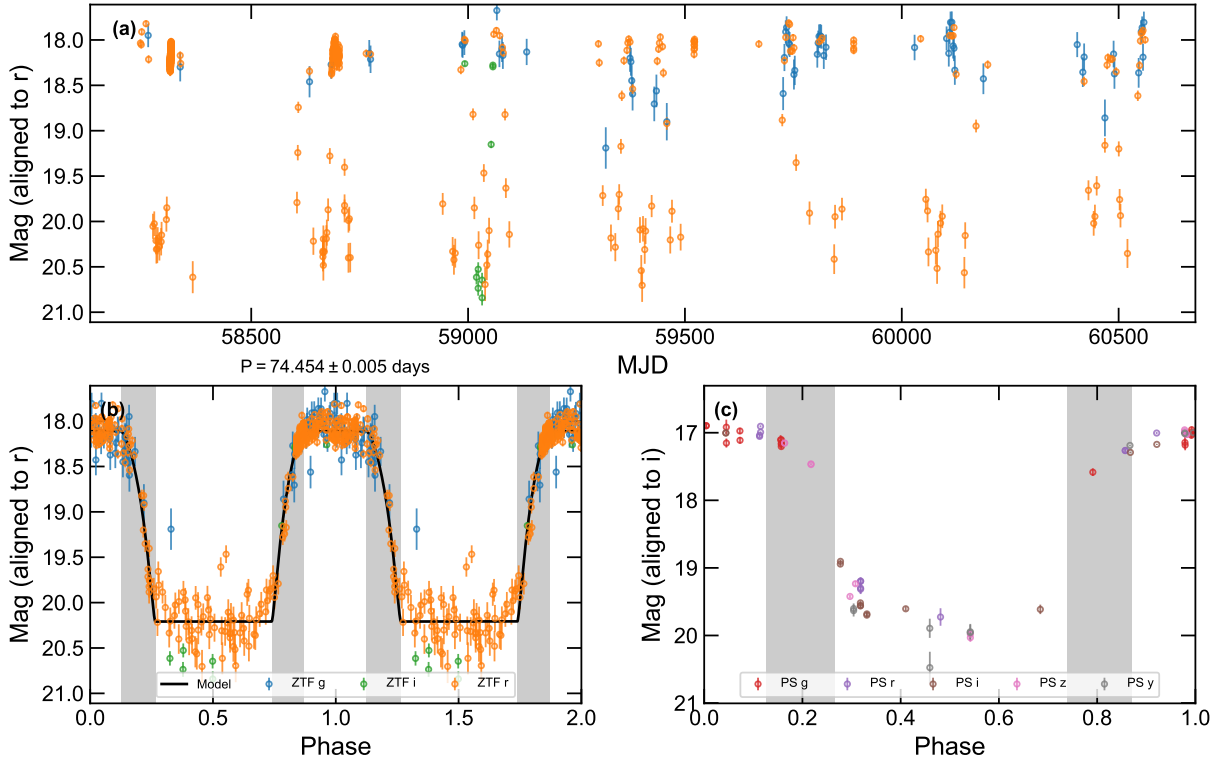 (a)
Mag (aligned to r)
18.0
18.5
19.0
19.5
20.0
20.5
21.0
58500
59000
59500
60000
60500
MJD
P = 74.454 ± 0.005 days
(b)
Mag (aligned to r)
18.0
18.5
19.0
19.5
20.0
20.5
21.0
Model
ZTF g
ZTF i
ZTF r
0.0
0.5
1.0
1.5
2.0
Phase
(c)
Mag (aligned to i)
17
18
19
20
21
PS g
PS r
PS i
PS z
PS y
0.0
0.2
0.4
0.6
0.8
1.0
Phase